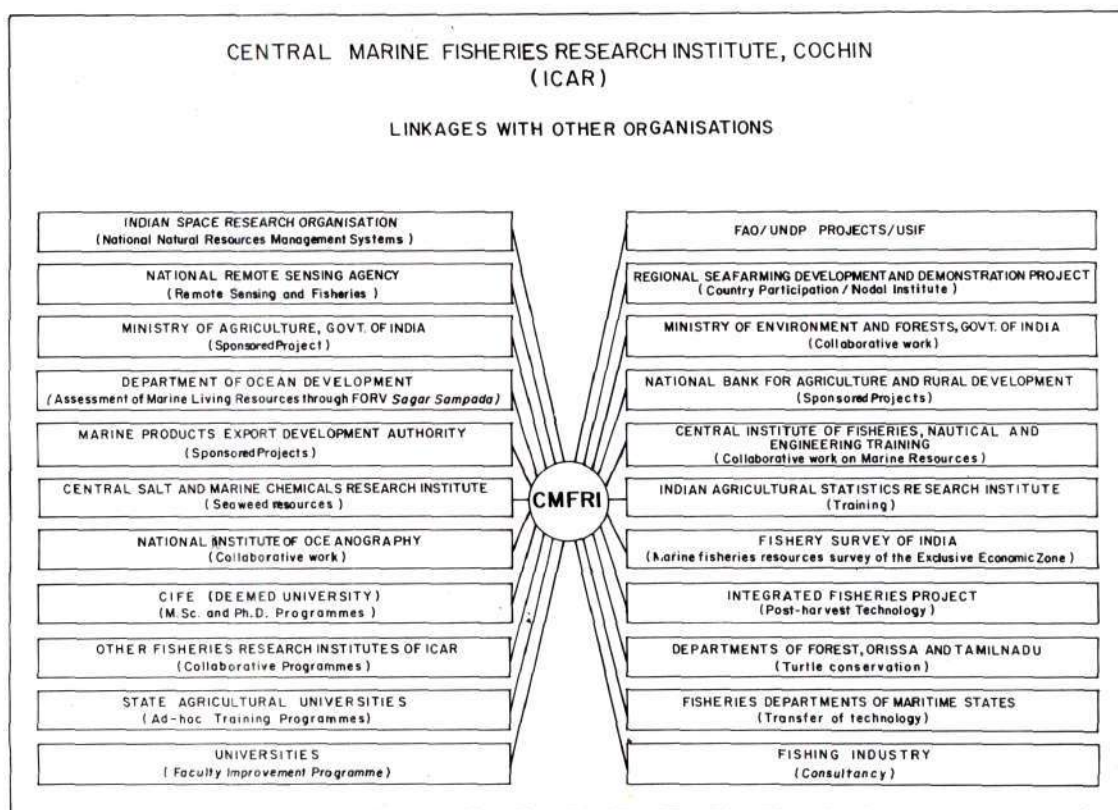 CENTRAL MARINE FISHERIES RESEARCH INSTITUTE, COCHIN
(ICAR)
LINKAGES WITH OTHER ORGANISATIONS
INDIAN SPACE RESEARCH ORGANISATION
(National Natural Resources Management Systems)
NATIONAL REMOTE SENSING AGENCY
(Remote Sensing and Fisheries)
MINISTRY OF AGRICULTURE, GOVT. OF INDIA
(Sponsored Project)
DEPARTMENT OF OCEAN DEVELOPMENT
(Assessment of Marine Living Resources through FORV Sagar Sampada)
MARINE PRODUCTS EXPORT DEVELOPMENT AUTHORITY
(Sponsored Projects)
CENTRAL SALT AND MARINE CHEMICALS RESEARCH INSTITUTE
(Seaweed resources)
NATIONAL INSTITUTE OF OCEANOGRAPHY
(Collaborative work)
CIFE (DEEMED UNIVERSITY)
(M.Sc. and Ph.D. Programmes)
OTHER FISHERIES RESEARCH INSTITUTES OF ICAR
(Collaborative Programmes)
STATE AGRICULTURAL UNIVERSITIES
(Ad-hoc Training Programmes)
UNIVERSITIES
(Faculty Improvement Programme)
CMFRI
FAO/UNDP PROJECTS/USIF
REGIONAL SEAFARMING DEVELOPMENT AND DEMONSTRATION PROJECT
(Country Participation / Nodal Institute)
MINISTRY OF ENVIRONMENT AND FORESTS, GOVT. OF INDIA
(Collaborative work)
NATIONAL BANK FOR AGRICULTURE AND RURAL DEVELOPMENT
(Sponsored Projects)
CENTRAL INSTITUTE OF FISHERIES, NAUTICAL AND
ENGINEERING TRAINING
(Collaborative work on Marine Resources)
INDIAN AGRICULTURAL STATISTICS RESEARCH INSTITUTE
(Training)
FISHERY SURVEY OF INDIA
(Marine fisheries resources survey of the Exclusive Economic Zone)
INTEGRATED FISHERIES PROJECT
(Post-harvest Technology)
DEPARTMENTS OF FOREST, ORISSA AND TAMILNADU
(Turtle conservation)
FISHERIES DEPARTMENTS OF MARITIME STATES
(Transfer of technology)
FISHING INDUSTRY
(Consultancy)